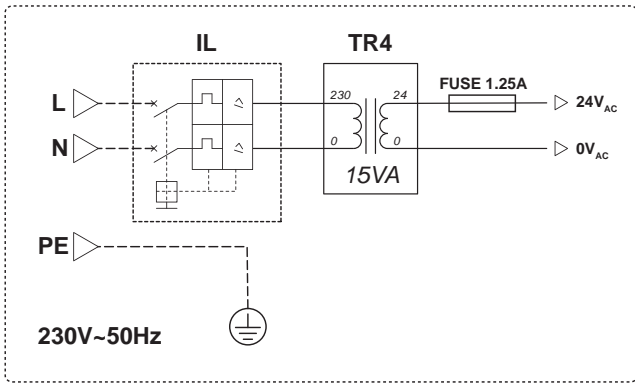 IL
TR4
L
N
230
24
0
0
15VA
FUSE 1.25A
24VAC
0VAC
PE
230V~50Hz